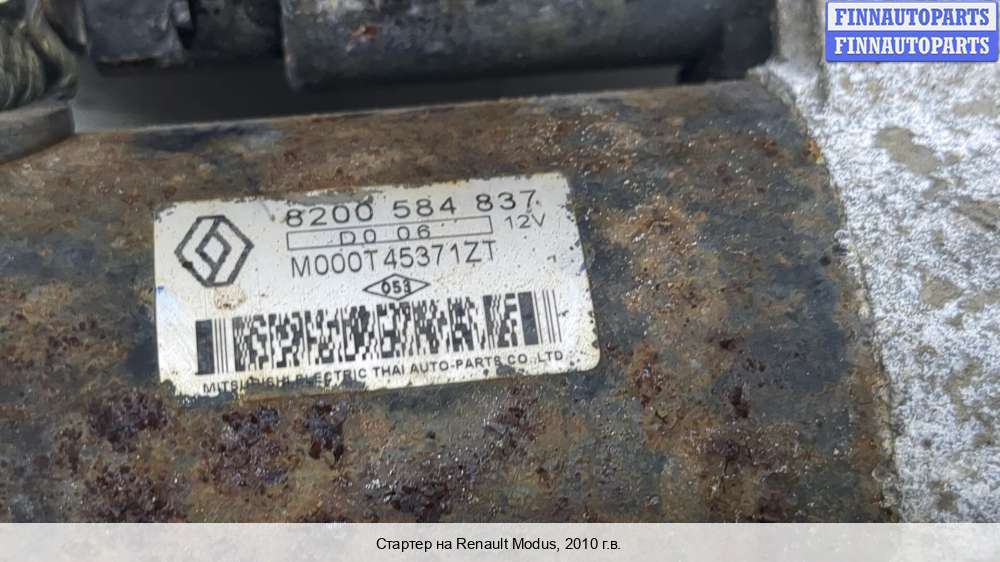 FINNAUTOPARTS
FINNAUTOPARTS
8200 584 837
D0 06 12V
M000T45371ZT
053
MITSUBISHI ELECTRIC THAI AUTO-PARTS CO.,LTD
Стартер на Renault Modus, 2010 г.в.